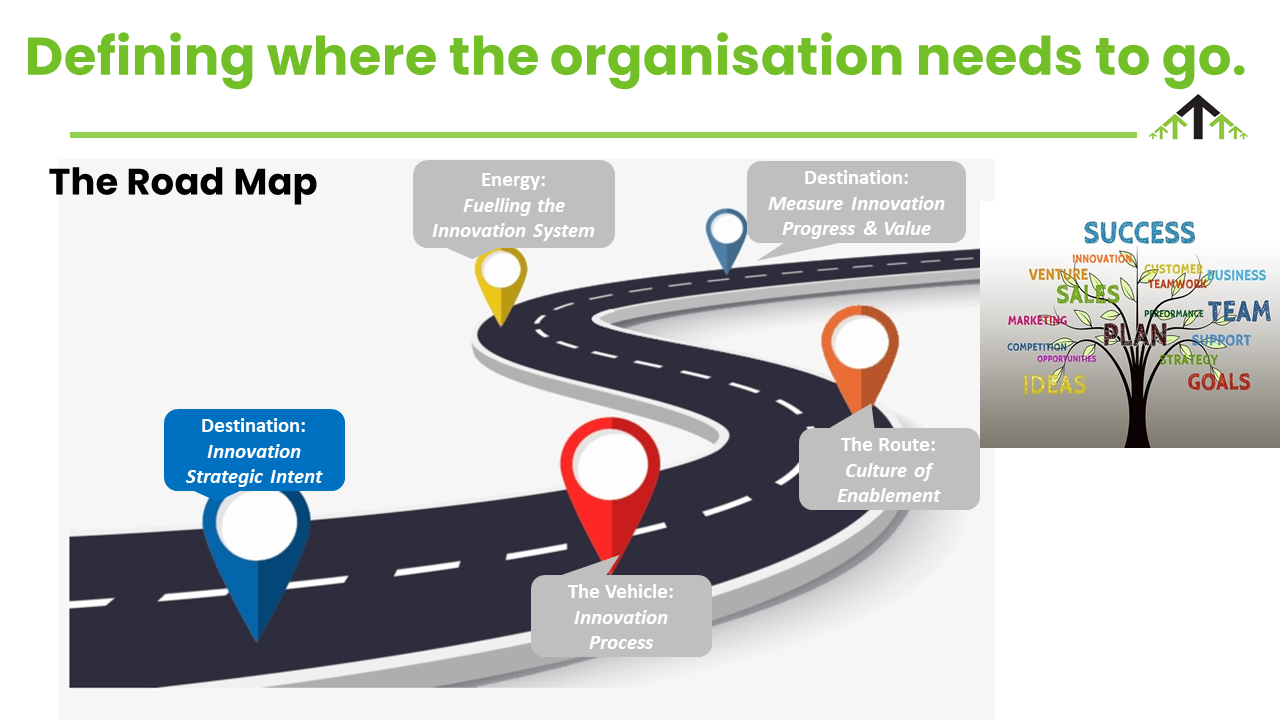 Defining where the organisation needs to go.
The Road Map
Energy:
Fuelling the
Innovation System
Destination:
Measure Innovation
Progress & Value
Destination:
Innovation
Strategic Intent
The Vehicle:
Innovation
Process
The Route:
Culture of
Enablement
SUCCESS
INNOVATION
VENTURE
CUSTOMER
BUSINESS
SALES
TEAMWORK
MARKETING
PERFORMANCE
TEAM
PLAN
COMPETITION
SUPPORT
OPPORTUNITIES
STRATEGY
IDEAS
GOALS